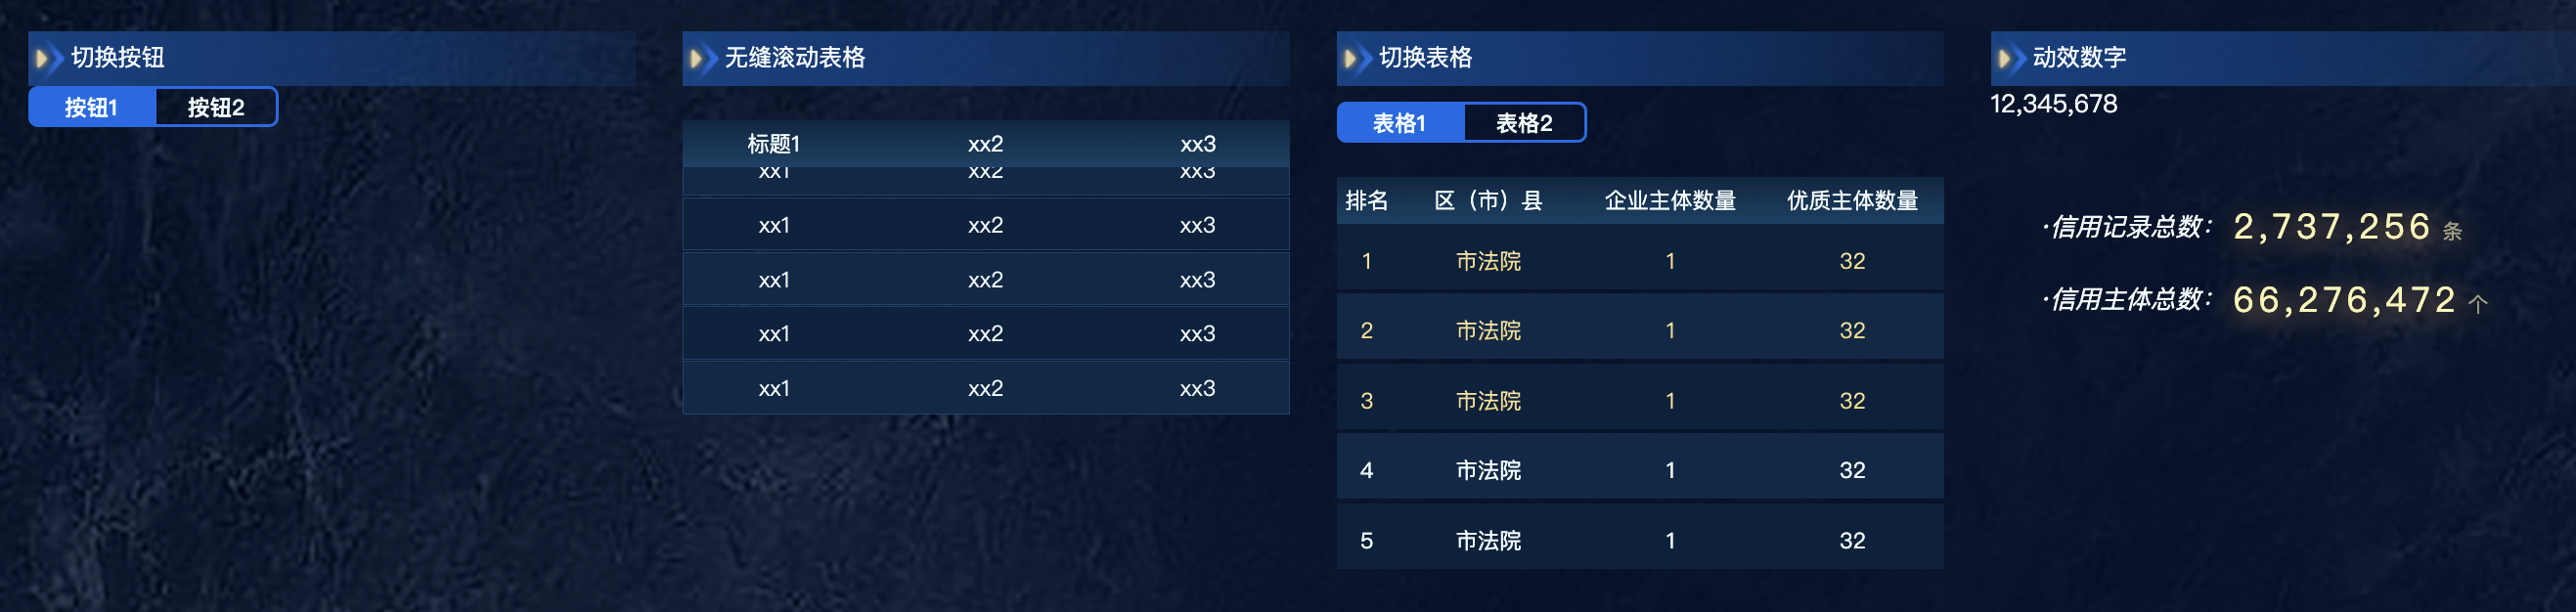 切换按钮
按钮1 按钮2
无缝滚动表格
标题1 xx2 xx3
xx1 xx2 xx3
xx1 xx2 xx3
xx1 xx2 xx3
xx1 xx2 xx3
xx1 xx2 xx3
切换表格
表格1 表格2
排名 区（市）县 企业主体数量 优质主体数量
1 市法院 1 32
2 市法院 1 32
3 市法院 1 32
4 市法院 1 32
5 市法院 1 32
动效数字
12,345,678
·信用记录总数： 2,737,256 条
·信用主体总数： 66,276,472 个